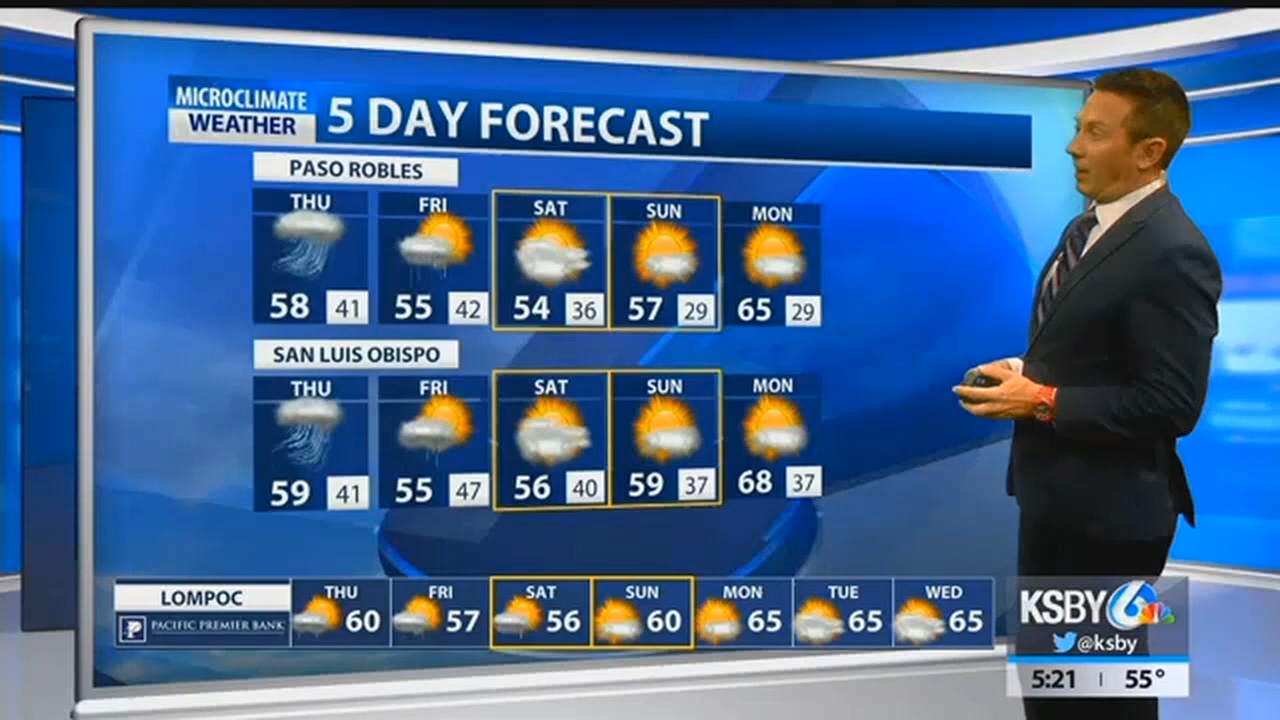 MICROCLIMATE
WEATHER
5 DAY FORECAST
PASO ROBLES
THU FRI SAT SUN MON
58 41 55 42 54 36 57 29 65 29
SAN LUIS OBISPO
THU FRI SAT SUN MON
59 41 55 47 56 40 59 37 68 37
LOMPOC
P PACIFIC PREMIER BANK
THU FRI SAT SUN MON TUE WED
60 57 56 60 65 65 65
KSBY 6
@ksby
5:21 55°